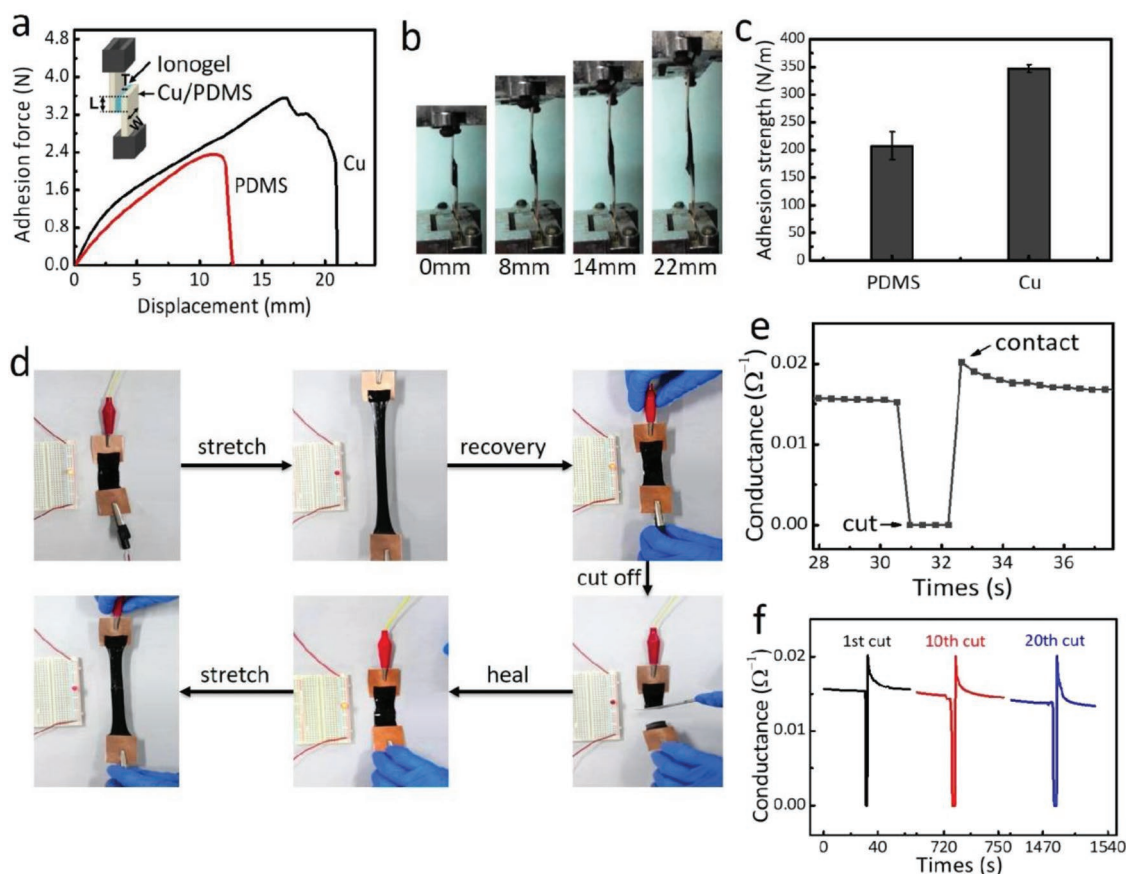 a
4.8
4.0
3.2
2.4
1.6
0.8
0.0
Adhesion force (N)
T
Ionogel
Cu/PDMS
L
W
Cu
PDMS
0 5 10 15 20
Displacement (mm)
b
0mm 8mm 14mm 22mm
c
400
350
300
250
200
150
100
50
0
Adhesion strength (N/m)
PDMS Cu
d
stretch
recovery
cut off
heal
stretch
e
0.02
0.01
0.00
Conductance (Ω⁻¹)
contact
cut
28 30 32 34 36
Times (s)
f
0.02
0.01
0.00
Conductance (Ω⁻¹)
1st cut 10th cut 20th cut
0 40 720 750 1470 1540
Times (s)